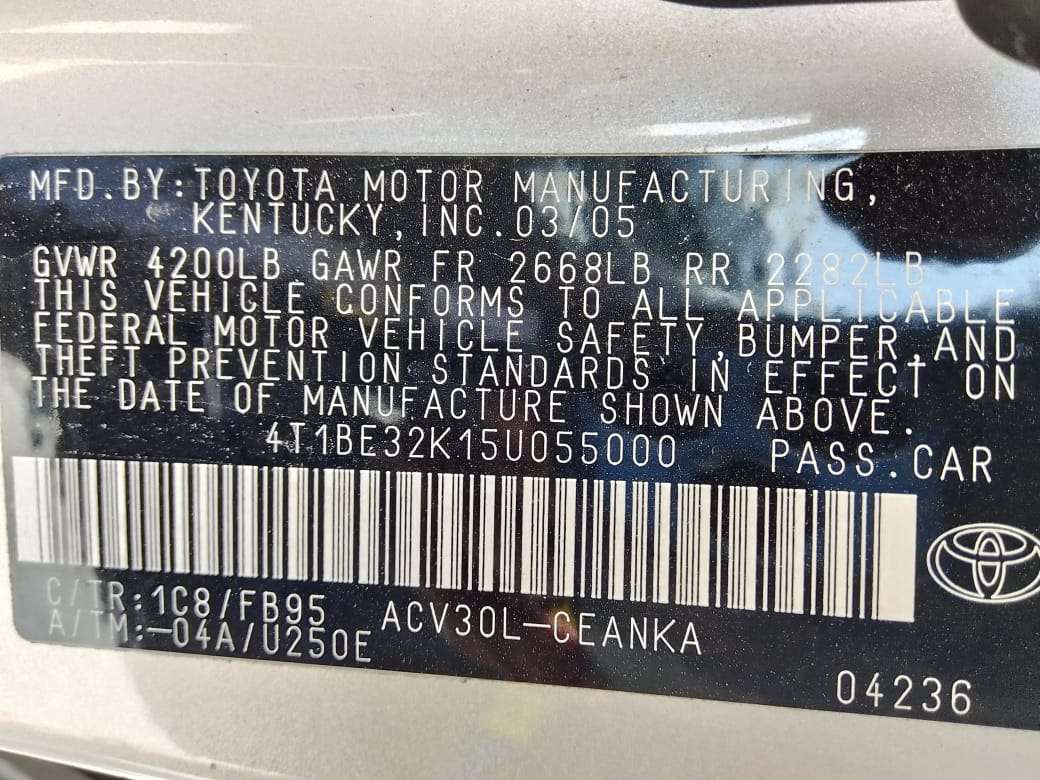 MFD.BY:TOYOTA MOTOR MANUFACTURING,
KENTUCKY,INC.03/05
GVWR 4200LB GAWR FR 2668LB RR 2282LB
THIS VEHICLE CONFORMS TO ALL APPLICABLE
FEDERAL MOTOR VEHICLE SAFETY,BUMPER,AND
THEFT PREVENTION STANDARDS IN EFFECT ON
THE DATE OF MANUFACTURE SHOWN ABOVE.
4T1BE32K15U055000 PASS.CAR
C/TR:1C8/FB95 ACV30L-CEANKA
A/TM:-04A/U250E
04236